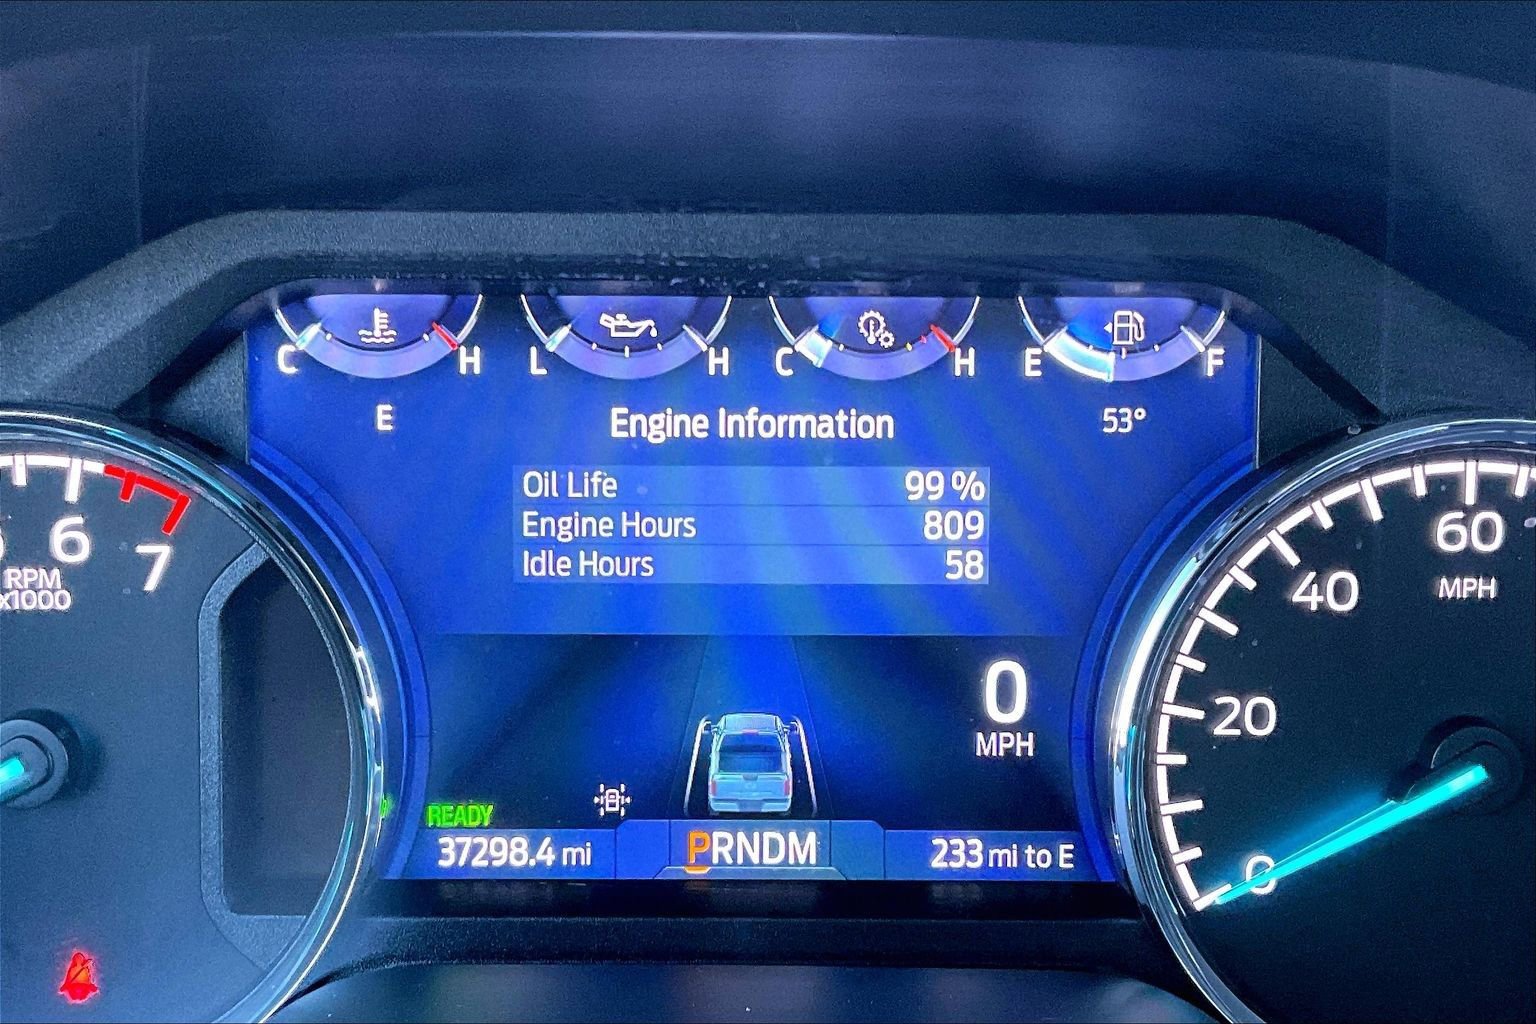 C H L H C H E F
E Engine Information 53°
Oil Life 99 %
Engine Hours 809
Idle Hours 58
6 7
RPM
x1000
60
MPH
40
20
0
0
MPH
READY
37298.4 mi PRNDM 233 mi to E